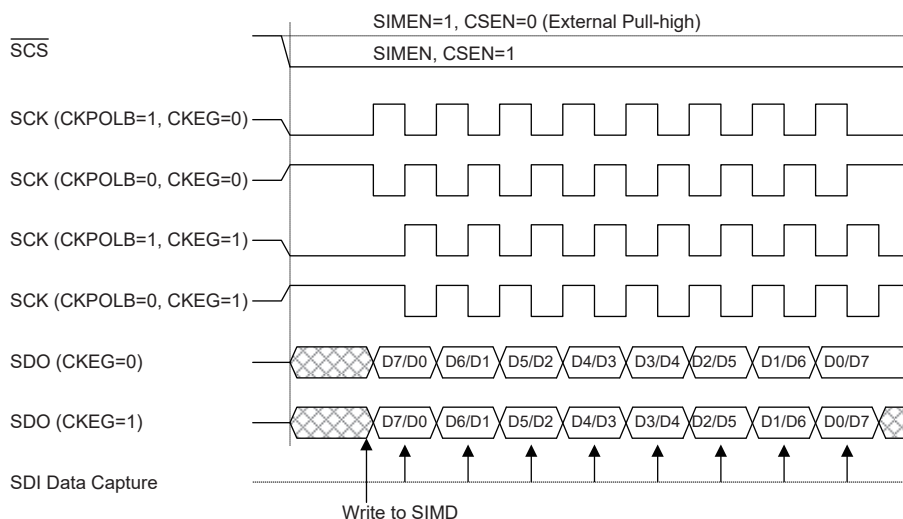 SIMEN=1, CSEN=0 (External Pull-high)
SCS
SIMEN, CSEN=1
SCK (CKPOLB=1, CKEG=0)
SCK (CKPOLB=0, CKEG=0)
SCK (CKPOLB=1, CKEG=1)
SCK (CKPOLB=0, CKEG=1)
SDO (CKEG=0) D7/D0 D6/D1 D5/D2 D4/D3 D3/D4 D2/D5 D1/D6 D0/D7
SDO (CKEG=1) D7/D0 D6/D1 D5/D2 D4/D3 D3/D4 D2/D5 D1/D6 D0/D7
SDI Data Capture
Write to SIMD